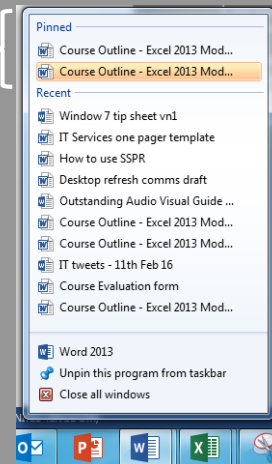 Pinned
Course Outline - Excel 2013 Mod...
Course Outline - Excel 2013 Mod...
Recent
Window 7 tip sheet vn1
IT Services one pager template
How to use SSPR
Desktop refresh comms draft
Outstanding Audio Visual Guide ...
Course Outline - Excel 2013 Mod...
Course Outline - Excel 2013 Mod...
IT tweets - 11th Feb 16
Course Evaluation form
Course Outline - Excel 2013 Mod...
Word 2013
Unpin this program from taskbar
Close all windows